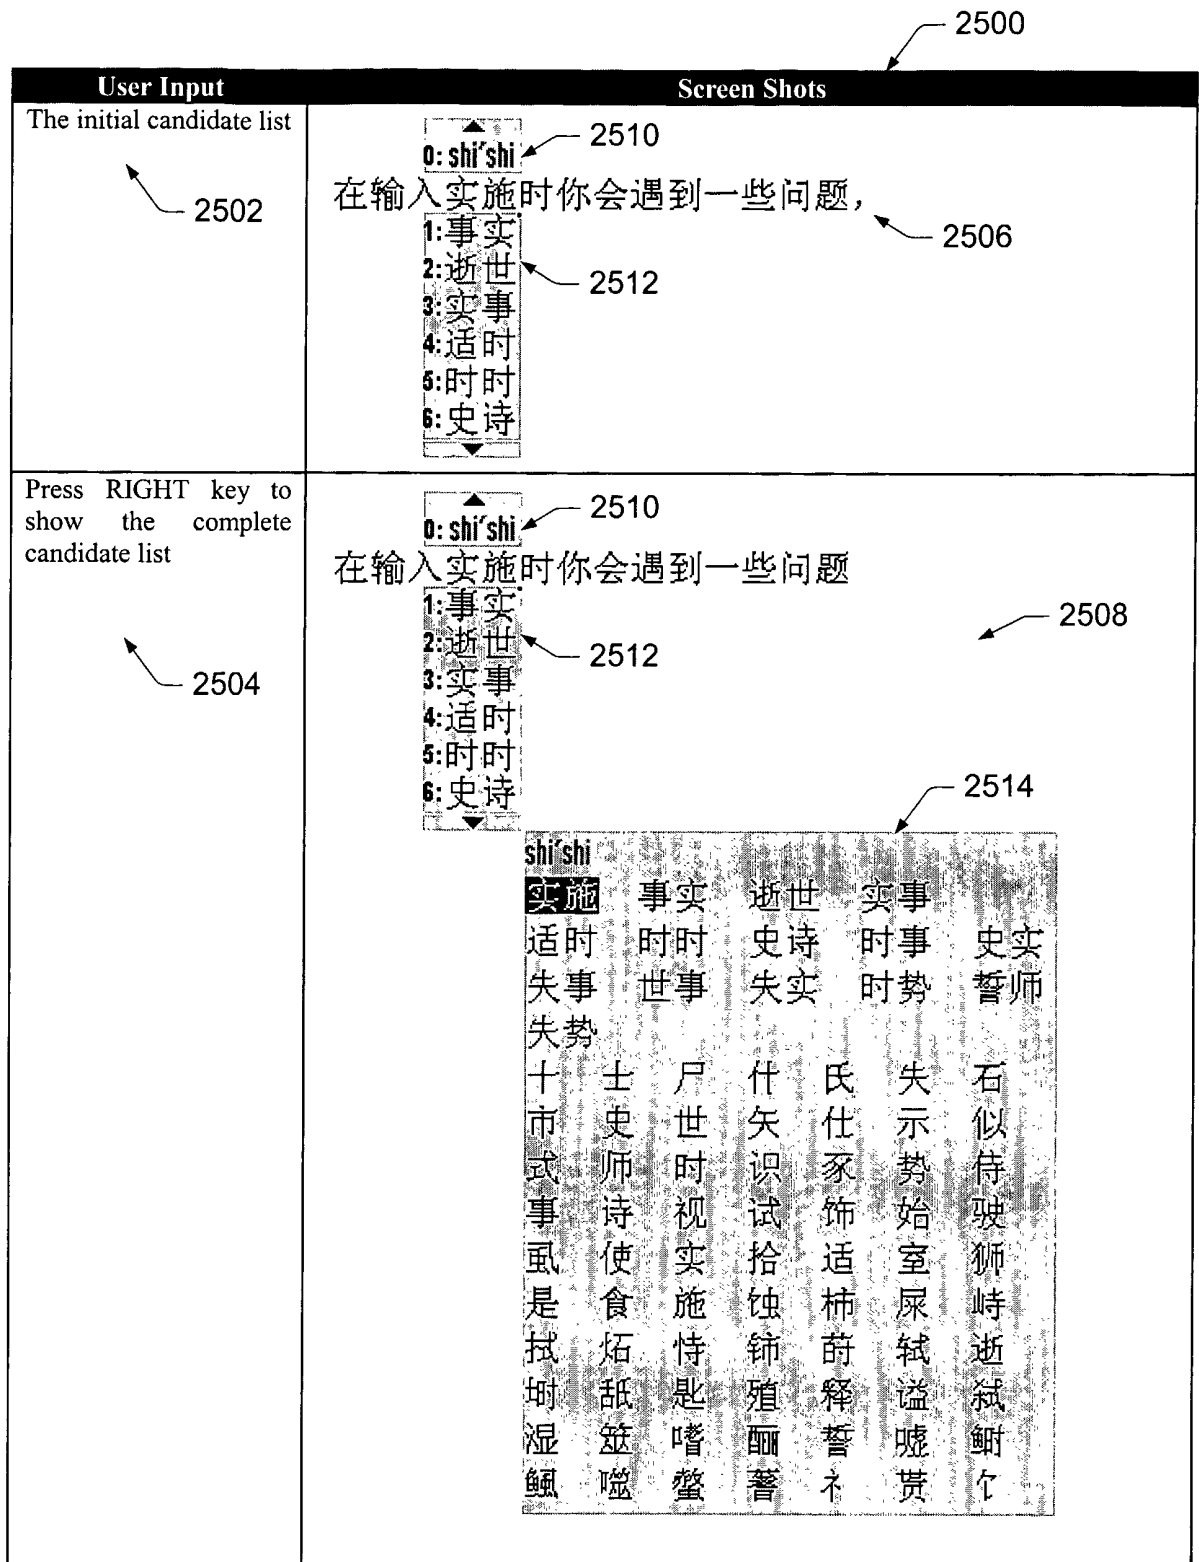 2500
User Input Screen Shots
The initial candidate list
2502
0: shi'shi 2510
在输入实施时你会遇到一些问题,
2506
1:事实
2:逝世 2512
3:实事
4:适时
5:时时
6:史诗
Press RIGHT key to
show the complete
candidate list
2504
0: shi'shi 2510
在输入实施时你会遇到一些问题
2508
1:事实
2:逝世 2512
3:实事
4:适时
5:时时
6:史诗
2514
shi'shi
实施 事实 逝世 实事
适时 时时 史诗 时事 史实
失事 世事 失实 时势 誓师
失势
十 士 尸 什 氏 失 石
市 史 世 矢 仕 示 似
式 师 时 识 豕 势 侍
事 诗 视 试 饰 始 驶
虱 使 实 拾 适 室 狮
是 食 施 蚀 柿 屎 峙
拭 炻 恃 铈 莳 轼 逝
埘 舐 匙 殖 释 谥 弑
湿 筮 嗜 酾 誓 嘘 鲥
鲺 噬 螫 蓍 礻 贳 饣